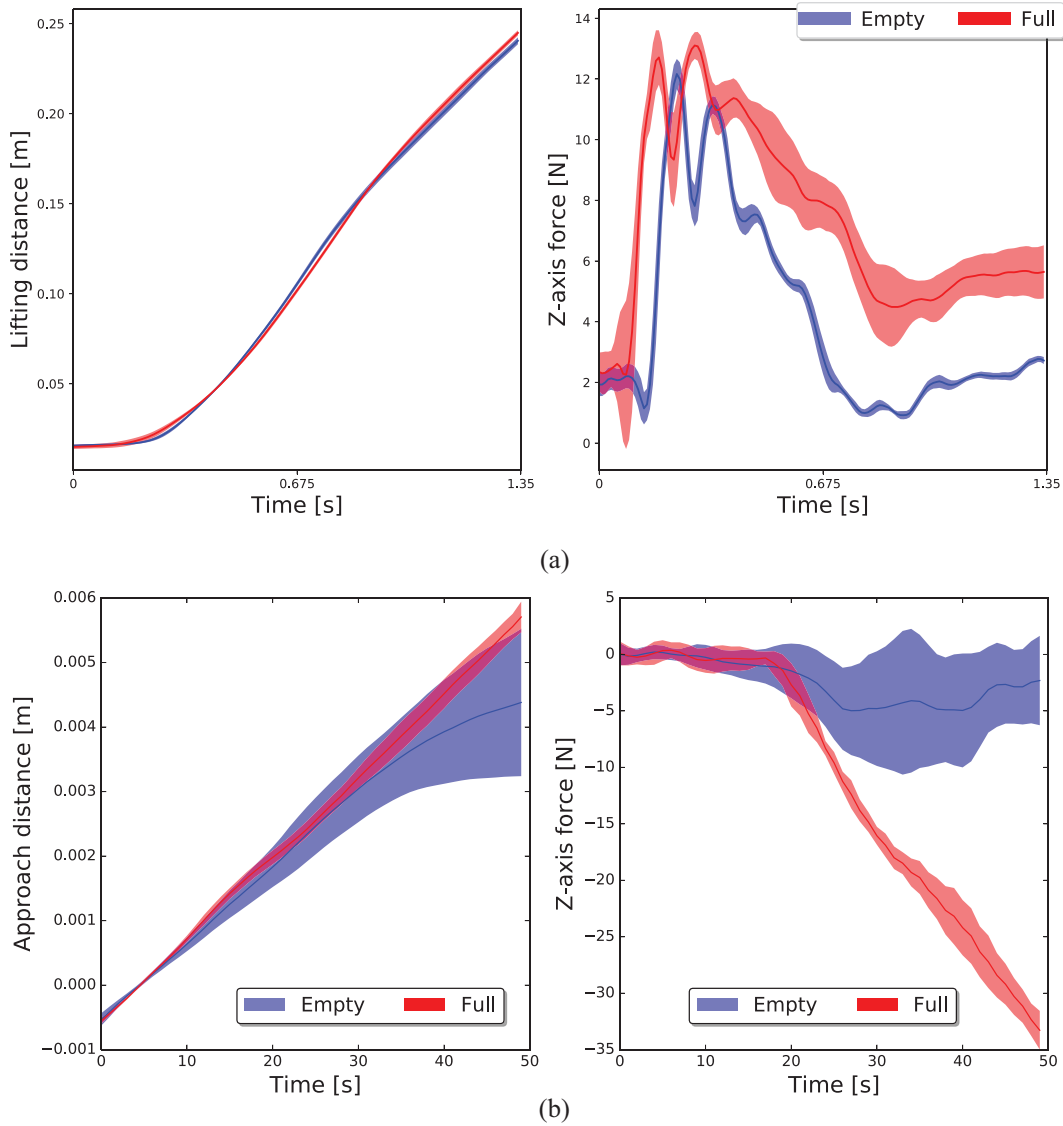 Empty Full
0.25
0.20
0.15
0.10
0.05
Lifting distance [m]
0 0.675 1.35
Time [s]
14
12
10
8
6
4
2
0
Z-axis force [N]
0 0.675 1.35
Time [s]
(a)
0.006
0.005
0.004
0.003
0.002
0.001
0.000
−0.001
Approach distance [m]
Empty Full
0 10 20 30 40 50
Time [s]
5
0
−5
−10
−15
−20
−25
−30
−35
Z-axis force [N]
Empty Full
0 10 20 30 40 50
Time [s]
(b)